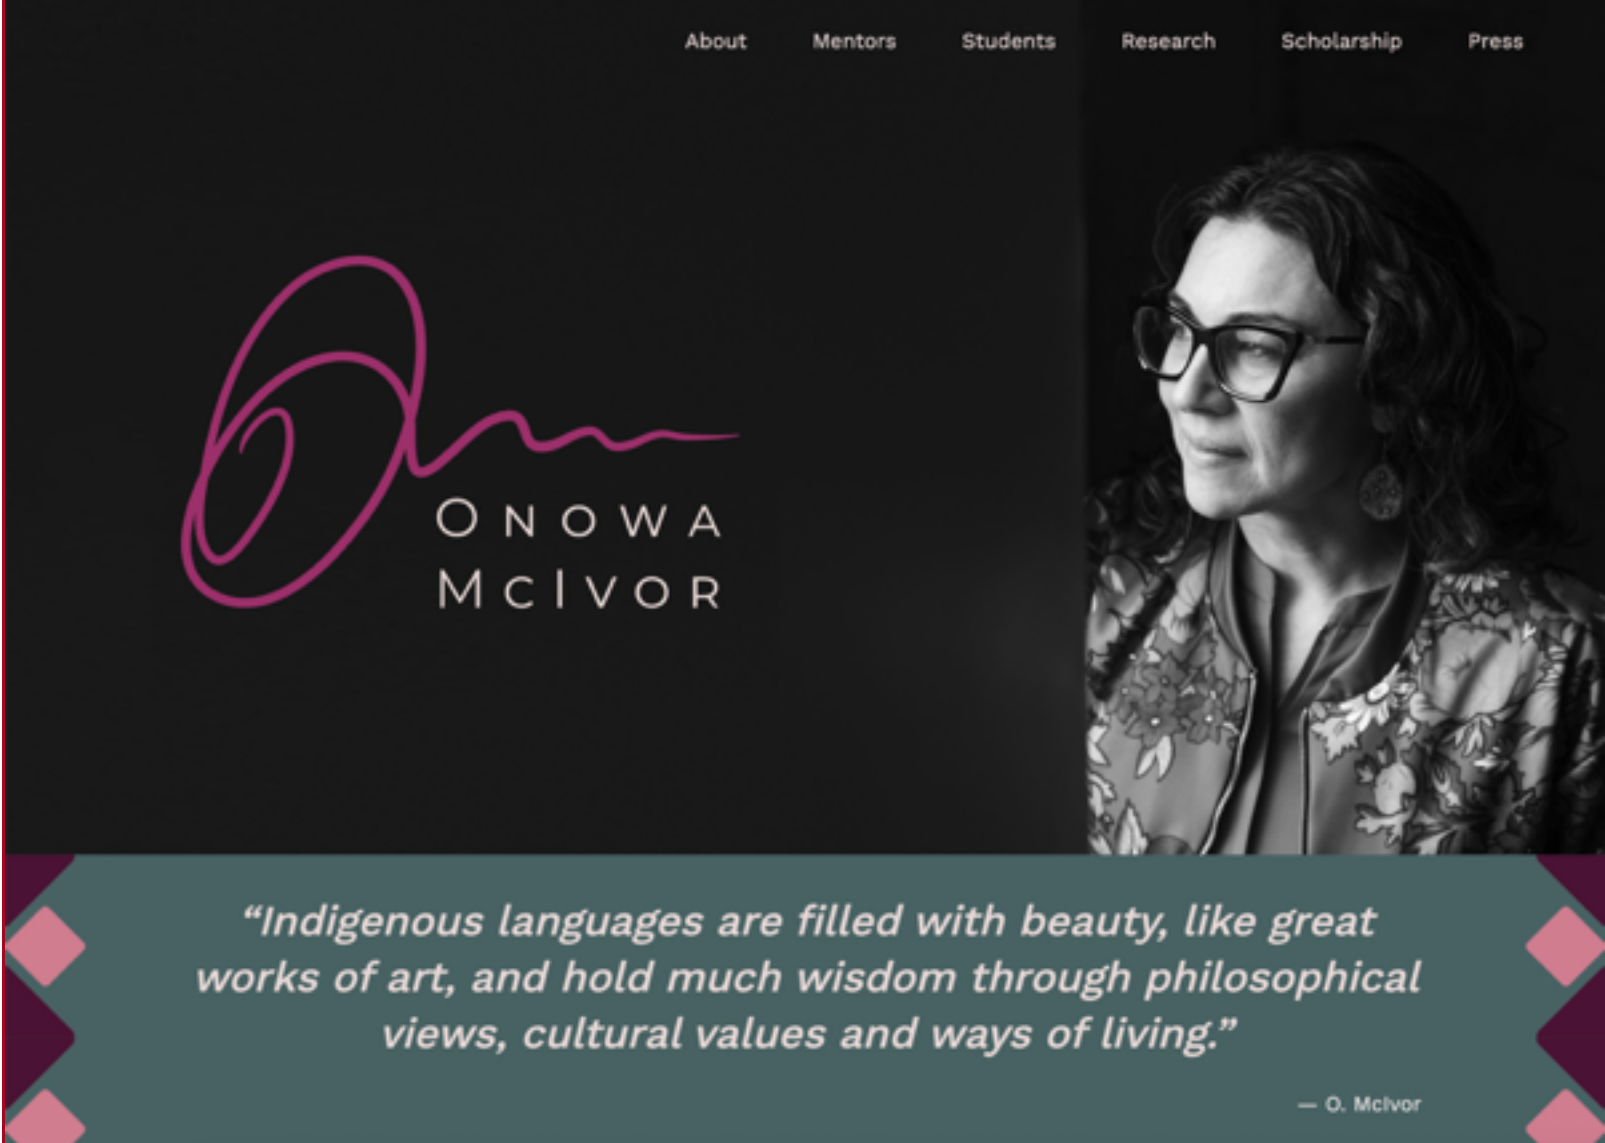 About Mentors Students Research Scholarship Press
Onowa
McIvor
“Indigenous languages are filled with beauty, like great
works of art, and hold much wisdom through philosophical
views, cultural values and ways of living.”
— O. McIvor